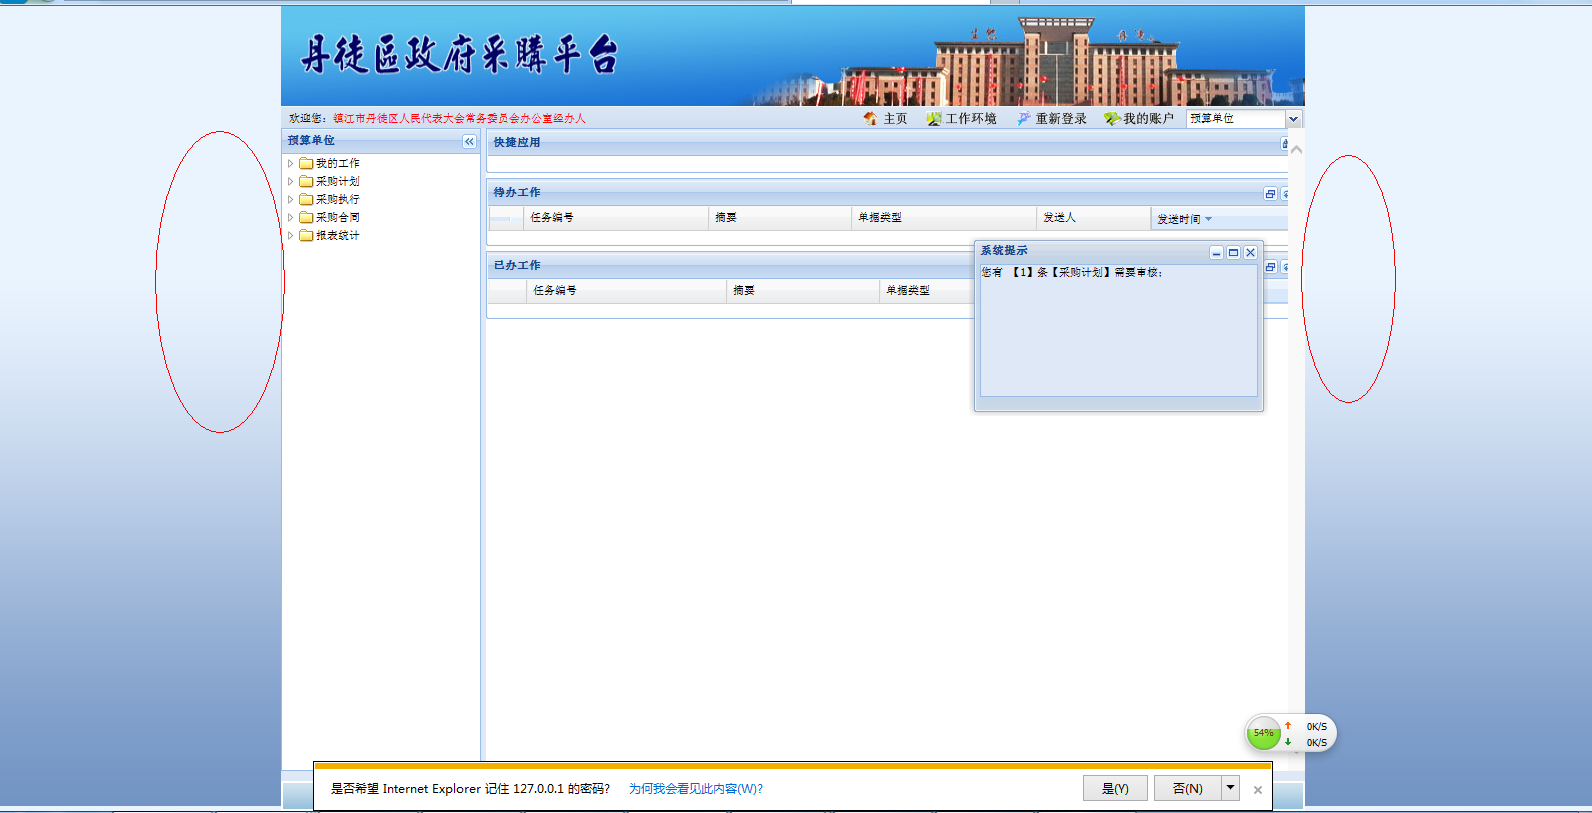 丹徒區政府采購平台
欢迎您: 镇江市丹徒区人民代表大会常务委员会办公室经办人
主页 工作环境 重新登录 我的账户 预算单位
预算单位
我的工作
采购计划
采购执行
采购合同
报表统计
快捷应用
待办工作
任务编号 摘要 单据类型 发送人 发送时间
已办工作
任务编号 摘要 单据类型
系统提示
您有 【1】条【采购计划】需要审核;
54% 0K/S
0K/S
是否希望 Internet Explorer 记住 127.0.0.1 的密码? 为何我会看见此内容(W)? 是(Y) 否(N)